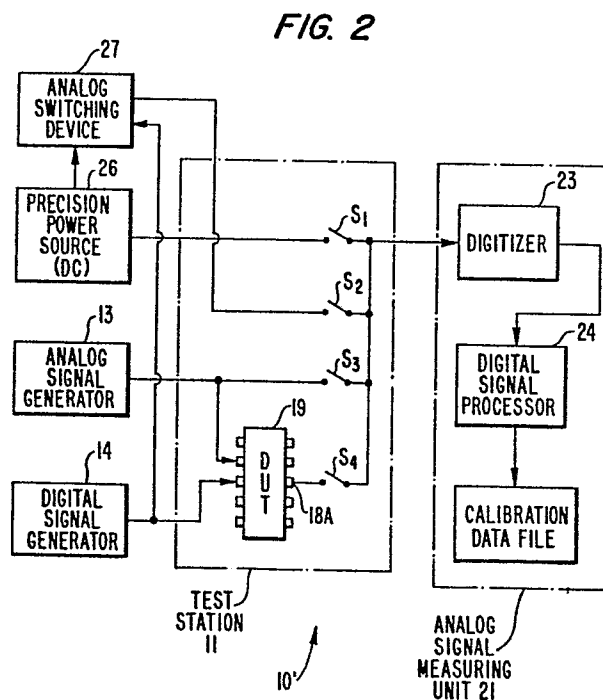 FIG. 2
27
ANALOG
SWITCHING
DEVICE
26
PRECISION
POWER
SOURCE
(DC)
13
ANALOG
SIGNAL
GENERATOR
14
DIGITAL
SIGNAL
GENERATOR
S1
S2
S3
S4
19
D
U
T
18A
TEST
STATION
11
10'
23
DIGITIZER
24
DIGITAL
SIGNAL
PROCESSOR
CALIBRATION
DATA FILE
ANALOG
SIGNAL
MEASURING
UNIT 21